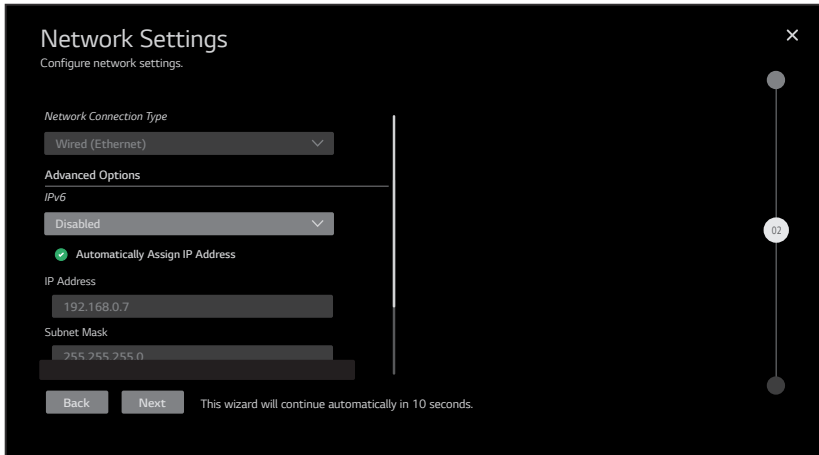 Network Settings
Configure network settings.
Network Connection Type
Wired (Ethernet)
Advanced Options
IPv6
Disabled
Automatically Assign IP Address
IP Address
192.168.0.7
Subnet Mask
255.255.255.0
02
Back
Next
This wizard will continue automatically in 10 seconds.